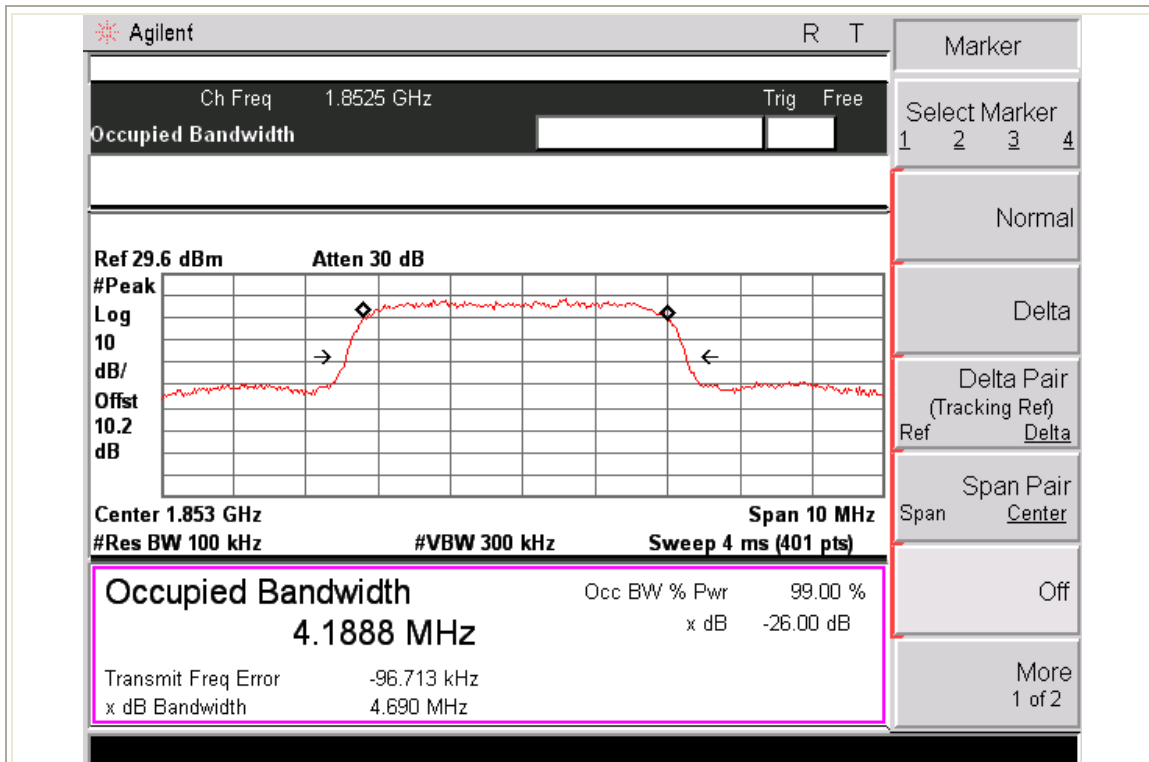 Agilent R T
Ch Freq 1.8525 GHz Trig Free
Occupied Bandwidth
Ref 29.6 dBm Atten 30 dB
#Peak
Log
10
dB/
Offst
10.2
dB
Center 1.853 GHz Span 10 MHz
#Res BW 100 kHz #VBW 300 kHz Sweep 4 ms (401 pts)
Occupied Bandwidth Occ BW % Pwr 99.00 %
4.1888 MHz x dB -26.00 dB
Transmit Freq Error -96.713 kHz
x dB Bandwidth 4.690 MHz
Marker
Select Marker
1 2 3 4
Normal
Delta
Delta Pair
(Tracking Ref)
Ref Delta
Span Pair
Span Center
Off
More
1 of 2